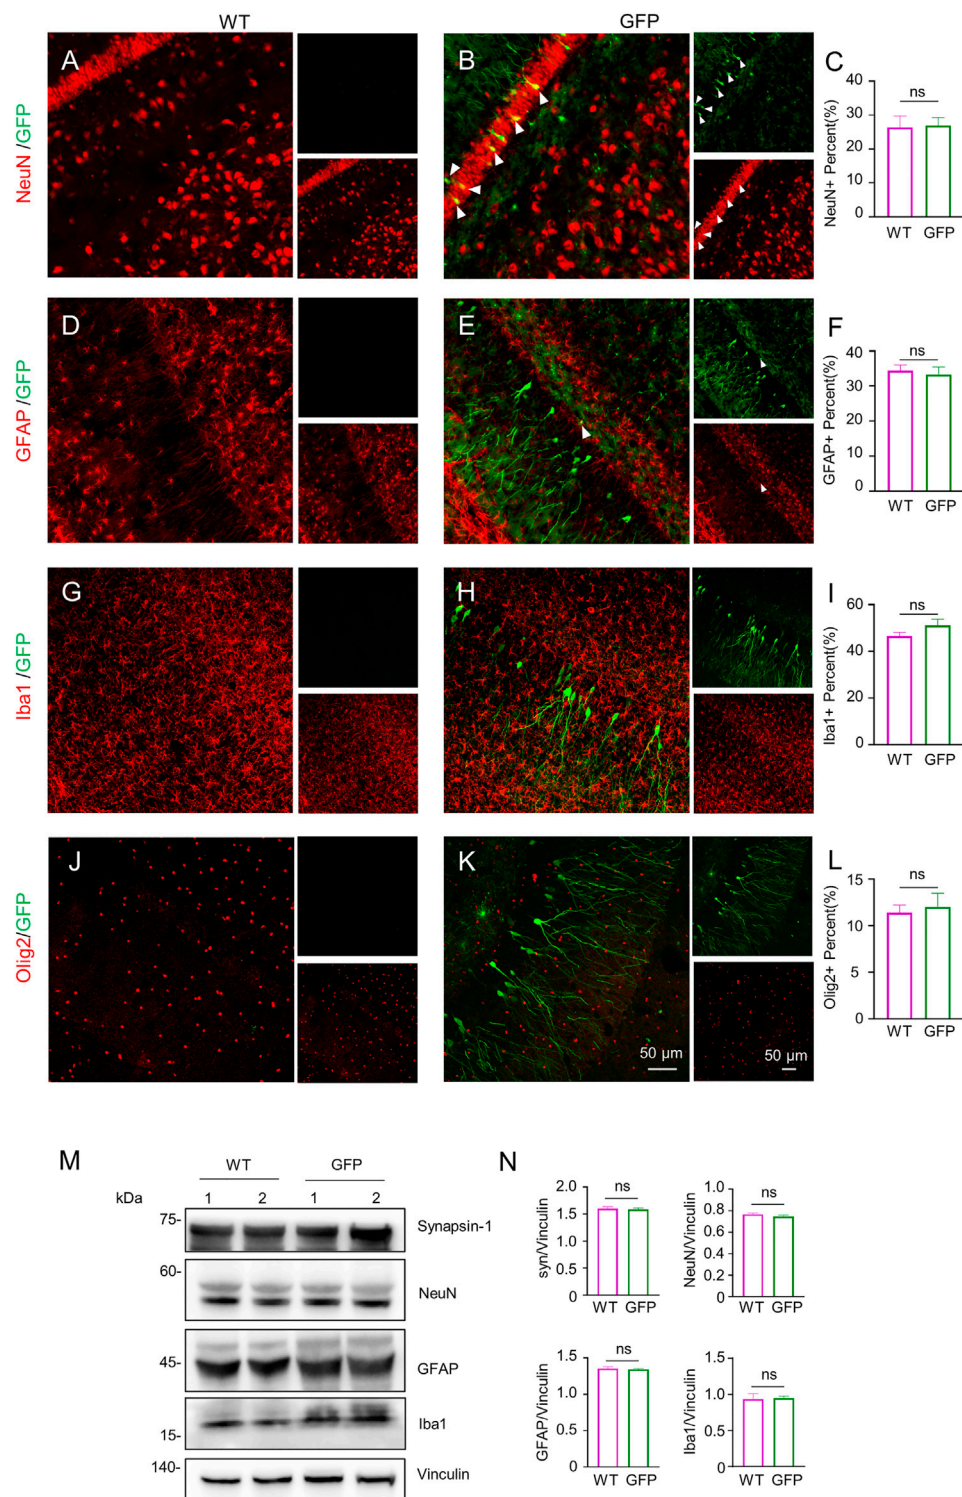 WT
GFP
NeuN /GFP
A
B
C
NeuN+ Percent(%)
40
30
20
10
0
ns
WT
GFP
GFAP /GFP
D
E
F
GFAP+ Percent(%)
40
30
20
10
0
ns
WT
GFP
Iba1 /GFP
G
H
I
Iba1+ Percent(%)
60
40
20
0
ns
WT
GFP
Olig2/GFP
J
K
50 µm
50 µm
L
Olig2+ Percent(%)
15
10
5
0
ns
WT
GFP
M
WT
GFP
kDa
1
2
1
2
75-
Synapsin-1
60-
NeuN
45-
GFAP
15-
Iba1
140-
Vinculin
N
syn/Vinculin
2.0
1.5
1.0
0.5
0
ns
WT
GFP
NeuN/Vinculin
1.0
0.8
0.6
0.4
0.2
0
ns
WT
GFP
GFAP/Vinculin
1.5
1.0
0.5
0
ns
WT
GFP
Iba1/Vinculin
1.5
1.0
0.5
0
ns
WT
GFP